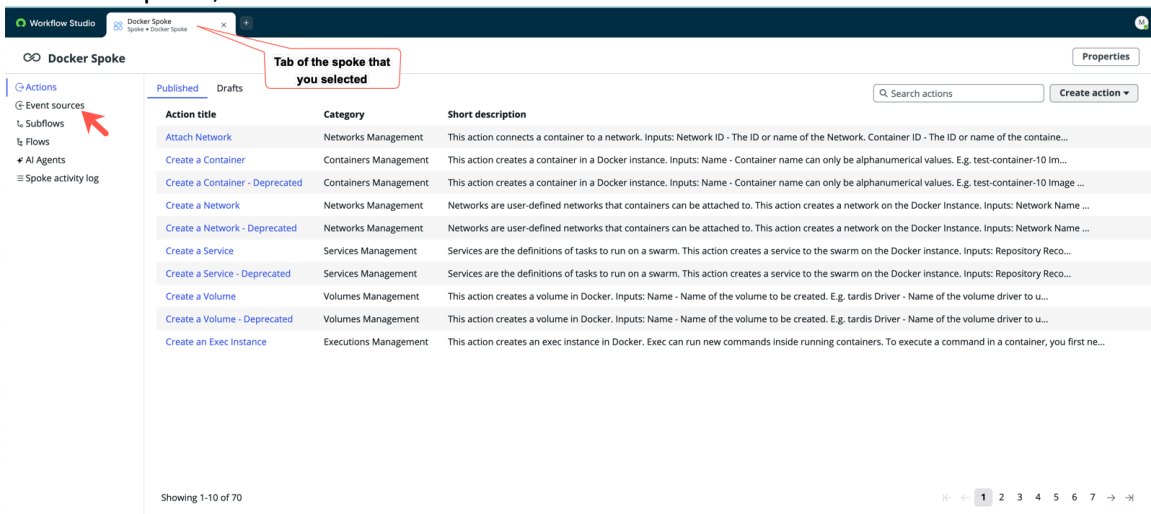 Workflow Studio
Docker Spoke
Spoke • Docker Spoke
M
Docker Spoke
Properties
Tab of the spoke that
you selected
Actions
Event sources
Subflows
Flows
AI Agents
Spoke activity log
Published Drafts
Search actions
Create action
Action title Category Short description
Attach Network Networks Management This action connects a container to a network. Inputs: Network ID - The ID or name of the Network. Container ID - The ID or name of the containe...
Create a Container Containers Management This action creates a container in a Docker instance. Inputs: Name - Container name can only be alphanumerical values. E.g. test-container-10 Im...
Create a Container - Deprecated Containers Management This action creates a container in a Docker instance. Inputs: Name - Container name can only be alphanumerical values. E.g. test-container-10 Image ...
Create a Network Networks Management Networks are user-defined networks that containers can be attached to. This action creates a network on the Docker Instance. Inputs: Network Name ...
Create a Network - Deprecated Networks Management Networks are user-defined networks that containers can be attached to. This action creates a network on the Docker Instance. Inputs: Network Name ...
Create a Service Services Management Services are the definitions of tasks to run on a swarm. This action creates a service to the swarm on the Docker instance. Inputs: Repository Reco...
Create a Service - Deprecated Services Management Services are the definitions of tasks to run on a swarm. This action creates a service to the swarm on the Docker instance. Inputs: Repository Reco...
Create a Volume Volumes Management This action creates a volume in Docker. Inputs: Name - Name of the volume to be created. E.g. tardis Driver - Name of the volume driver to u...
Create a Volume - Deprecated Volumes Management This action creates a volume in Docker. Inputs: Name - Name of the volume to be created. E.g. tardis Driver - Name of the volume driver to u...
Create an Exec Instance Executions Management This action creates an exec instance in Docker. Exec can run new commands inside running containers. To execute a command in a container, you first ne...
Showing 1-10 of 70
1 2 3 4 5 6 7